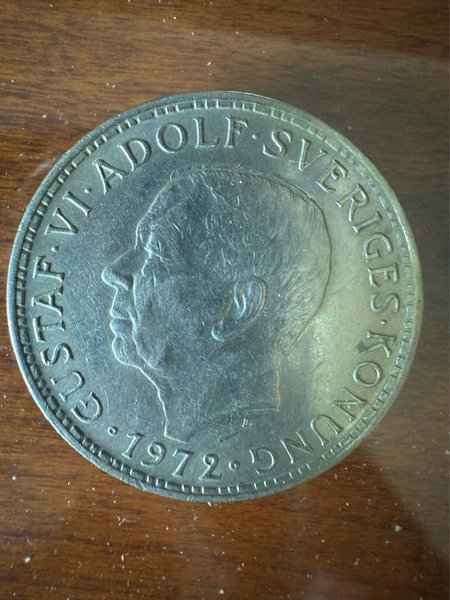 GUSTAF · VI · ADOLF · SVERIGES · KONUNG
· 1972 ·